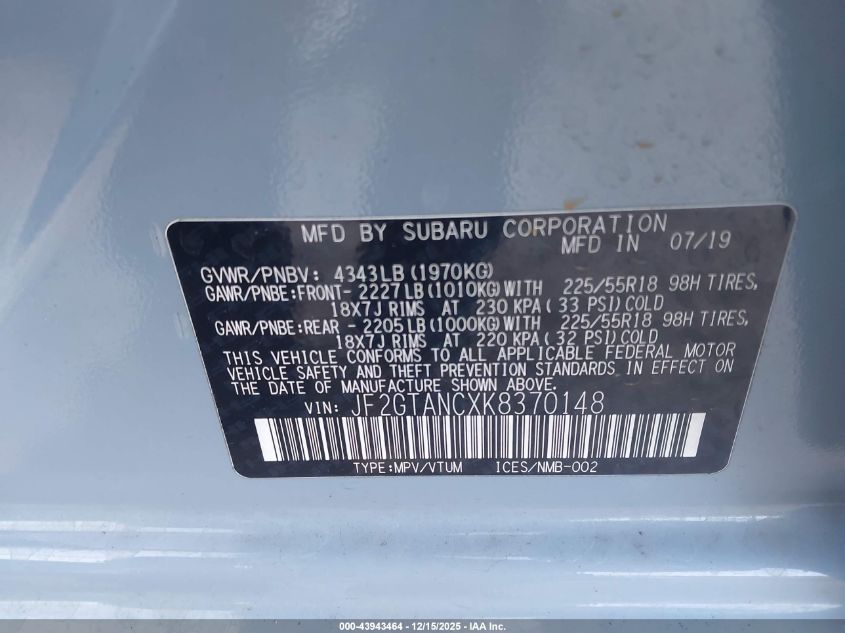 MFD BY SUBARU CORPORATION
MFD IN 07/19
GVWR/PNBV: 4343LB (1970KG)
GAWR/PNBE:FRONT- 2227LB (1010KG) WITH 225/55R18 98H TIRES,
18X7J RIMS AT 230 KPA ( 33 PSI) COLD
GAWR/PNBE:REAR - 2205LB (1000KG) WITH 225/55R18 98H TIRES,
18X7J RIMS AT 220 KPA ( 32 PSI) COLD
THIS VEHICLE CONFORMS TO ALL APPLICABLE FEDERAL MOTOR
VEHICLE SAFETY AND THEFT PREVENTION STANDARDS IN EFFECT ON
THE DATE OF MANUFACTURE SHOWN ABOVE.
VIN: JF2GTANCXK8370148
TYPE:MPV/VTUM ICES/NMB-002
000-43943464 - 12/15/2025 - IAA Inc.